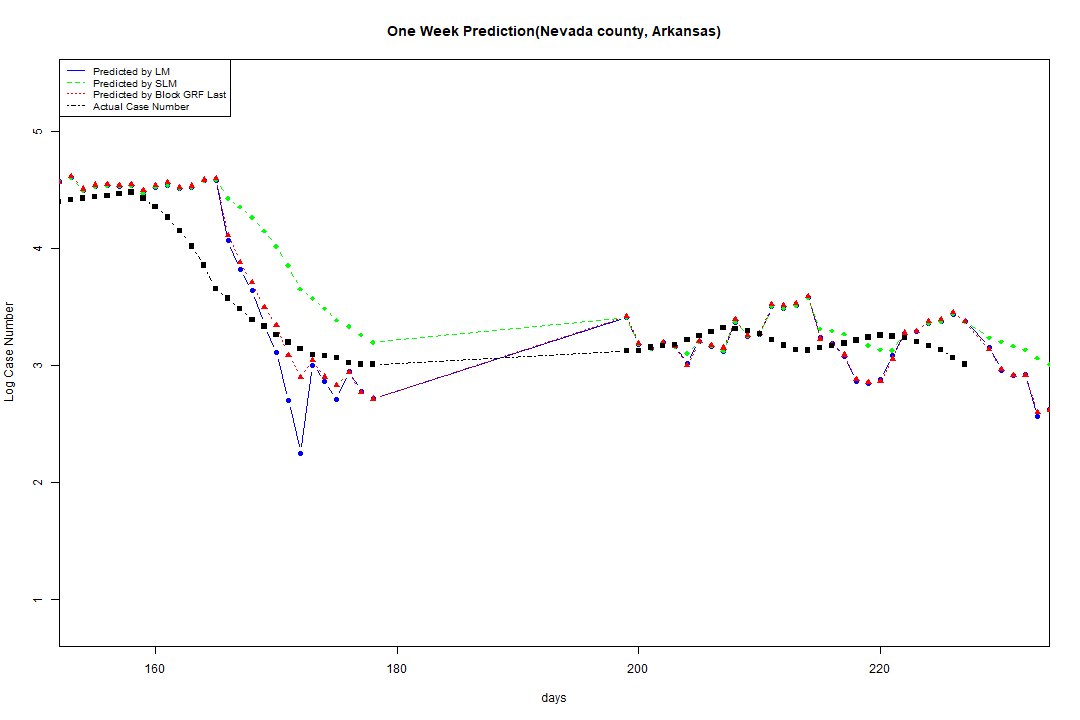 One Week Prediction(Nevada county, Arkansas)
Predicted by LM
Predicted by SLM
Predicted by Block GRF Last
Actual Case Number
5
4
3
2
1
Log Case Number
160 180 200 220
days